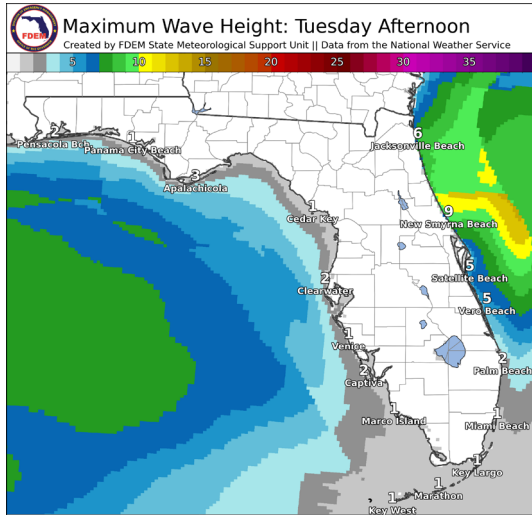 Maximum Wave Height: Tuesday Afternoon
FDEM
Created by FDEM State Meteorological Support Unit || Data from the National Weather Service
5 10 15 20 25 30 35
2
Pensacola Bch
1
Panama City Beach
3
Apalachicola
6
Jacksonville Beach
1
Cedar Key
9
New Smyrna Beach
2
Clearwater
5
Satellite Beach
5
Vero Beach
1
Venice
2
Captiva
2
Palm Beach
1
Marco Island
1
Miami Beach
1
Key Largo
1
Marathon
1
Key West